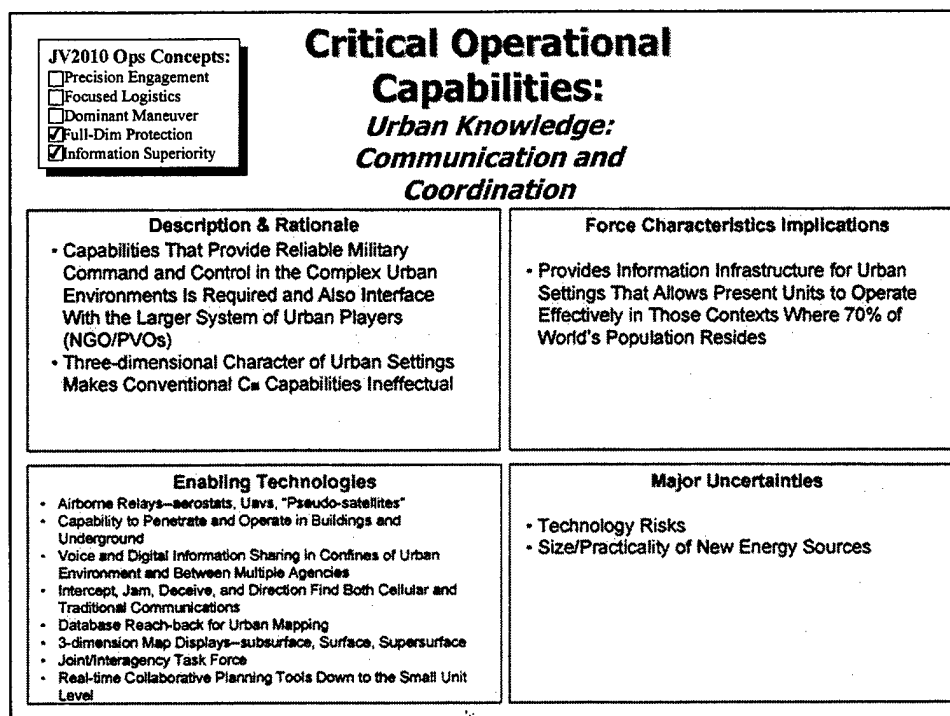 JV2010 Ops Concepts:
Precision Engagement
Focused Logistics
Dominant Maneuver
Full-Dim Protection
Information Superiority
Critical Operational
Capabilities:
Urban Knowledge:
Communication and
Coordination
Description & Rationale
• Capabilities That Provide Reliable Military
Command and Control in the Complex Urban
Environments Is Required and Also Interface
With the Larger System of Urban Players
(NGO/PVOs)
• Three-dimensional Character of Urban Settings
Makes Conventional Capabilities Ineffectual
Force Characteristics Implications
• Provides Information Infrastructure for Urban
Settings That Allows Present Units to Operate
Effectively in Those Contexts Where 70% of
World's Population Resides
Enabling Technologies
• Airborne Relays--aerostats, Uavs, "Pseudo-satellites"
• Capability to Penetrate and Operate in Buildings and
Underground
• Voice and Digital Information Sharing in Confines of Urban
Environment and Between Multiple Agencies
• Intercept, Jam, Deceive, and Direction Find Both Cellular and
Traditional Communications
• Database Reach-back for Urban Mapping
• 3-dimension Map Displays--subsurface, Surface, Supersurface
• Joint/Interagency Task Force
• Real-time Collaborative Planning Tools Down to the Small Unit
Level
Major Uncertainties
• Technology Risks
• Size/Practicality of New Energy Sources